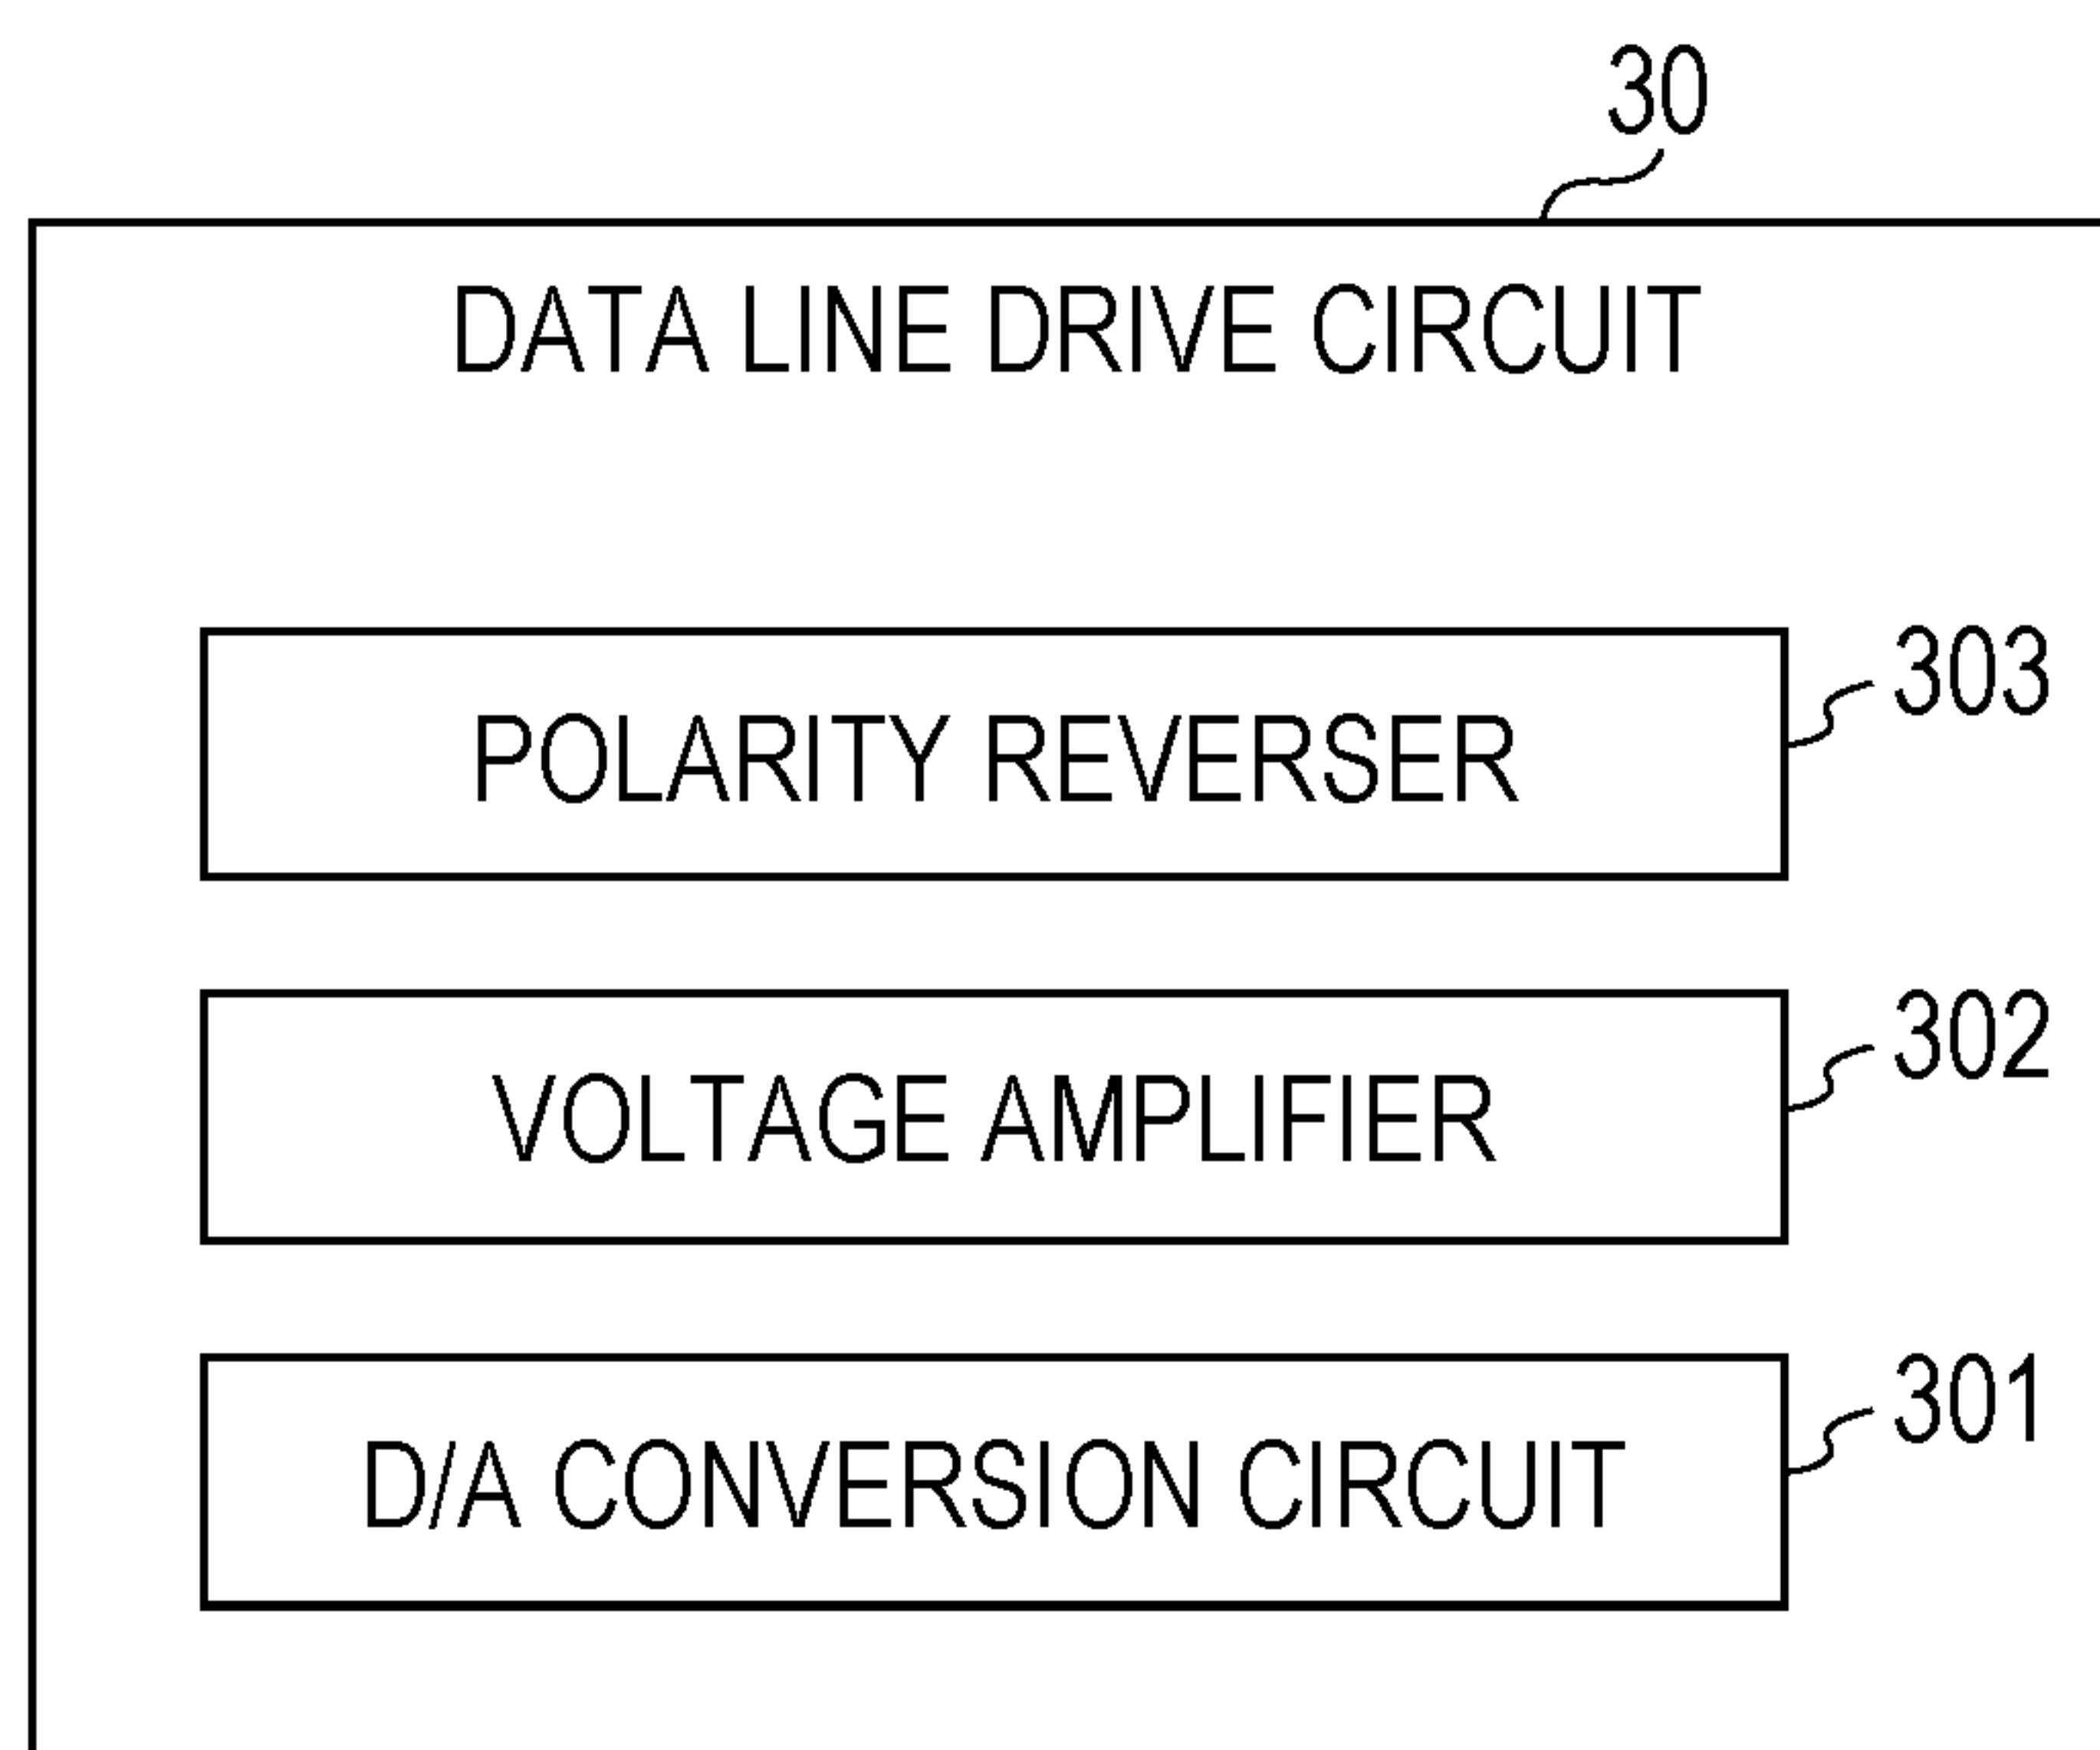 30
DATA LINE DRIVE CIRCUIT
POLARITY REVERSER
303
VOLTAGE AMPLIFIER
302
D/A CONVERSION CIRCUIT
301